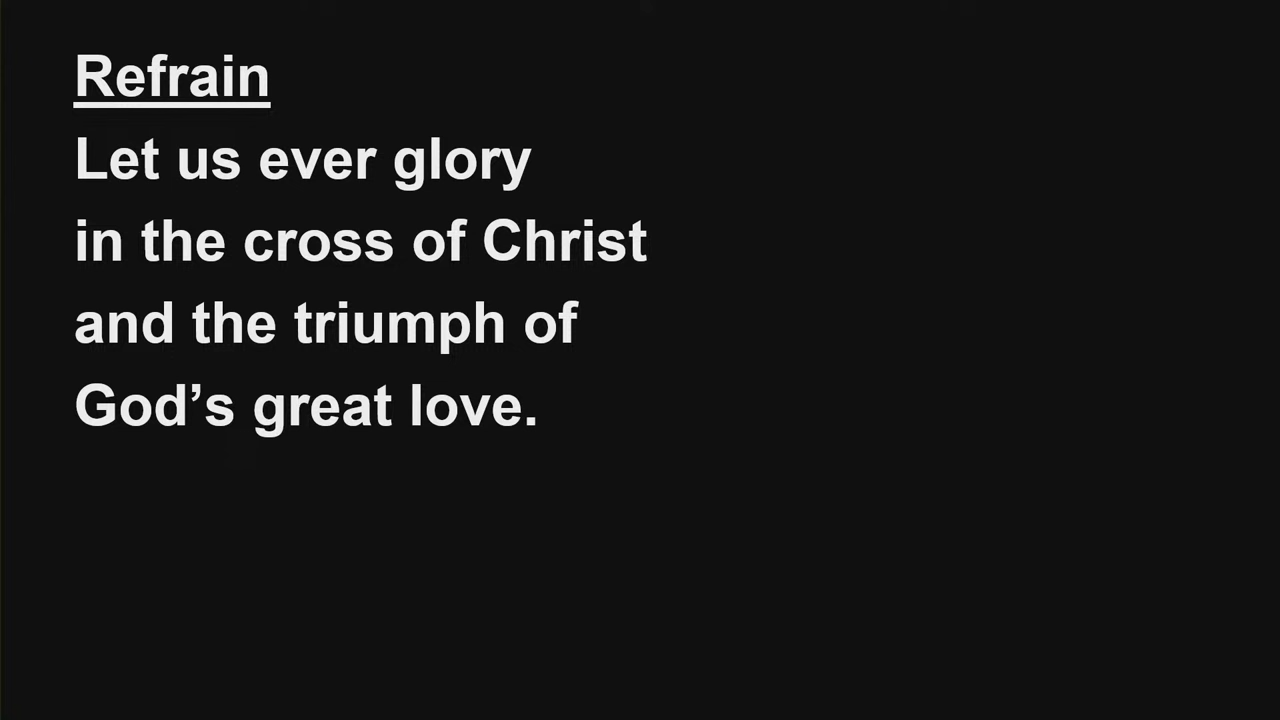 Refrain
Let us ever glory
in the cross of Christ
and the triumph of
God’s great love.